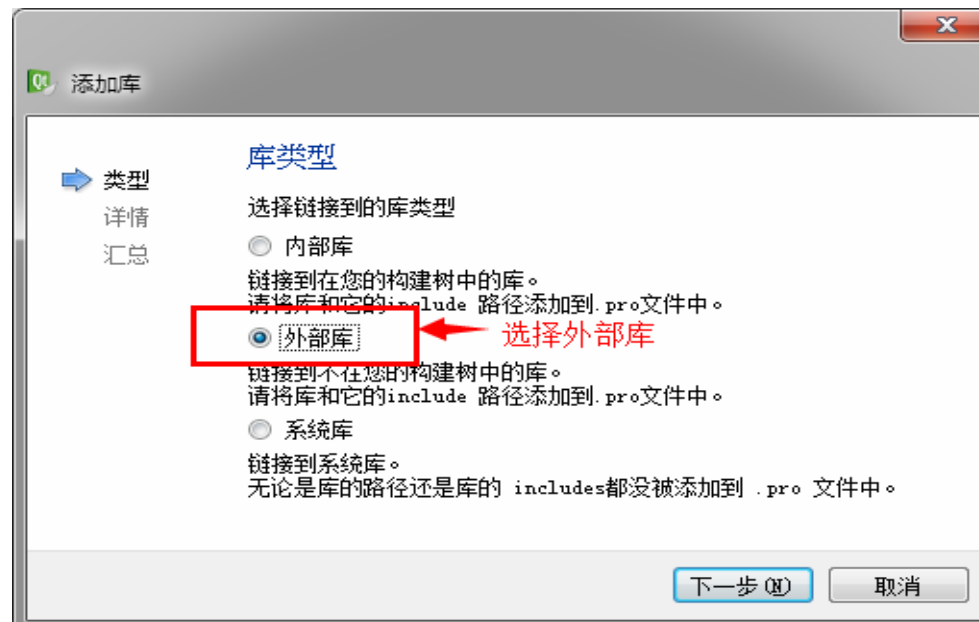 Qt
添加库
类型
详情
汇总
库类型
选择链接到的库类型
内部库
链接到在您的构建树中的库。
请将库和它的include 路径添加到.pro文件中。
外部库
选择外部库
链接到不在您的构建树中的库。
请将库和它的include 路径添加到.pro文件中。
系统库
链接到系统库。
无论是库的路径还是库的 includes都没被添加到 .pro 文件中。
下一步(N)
取消